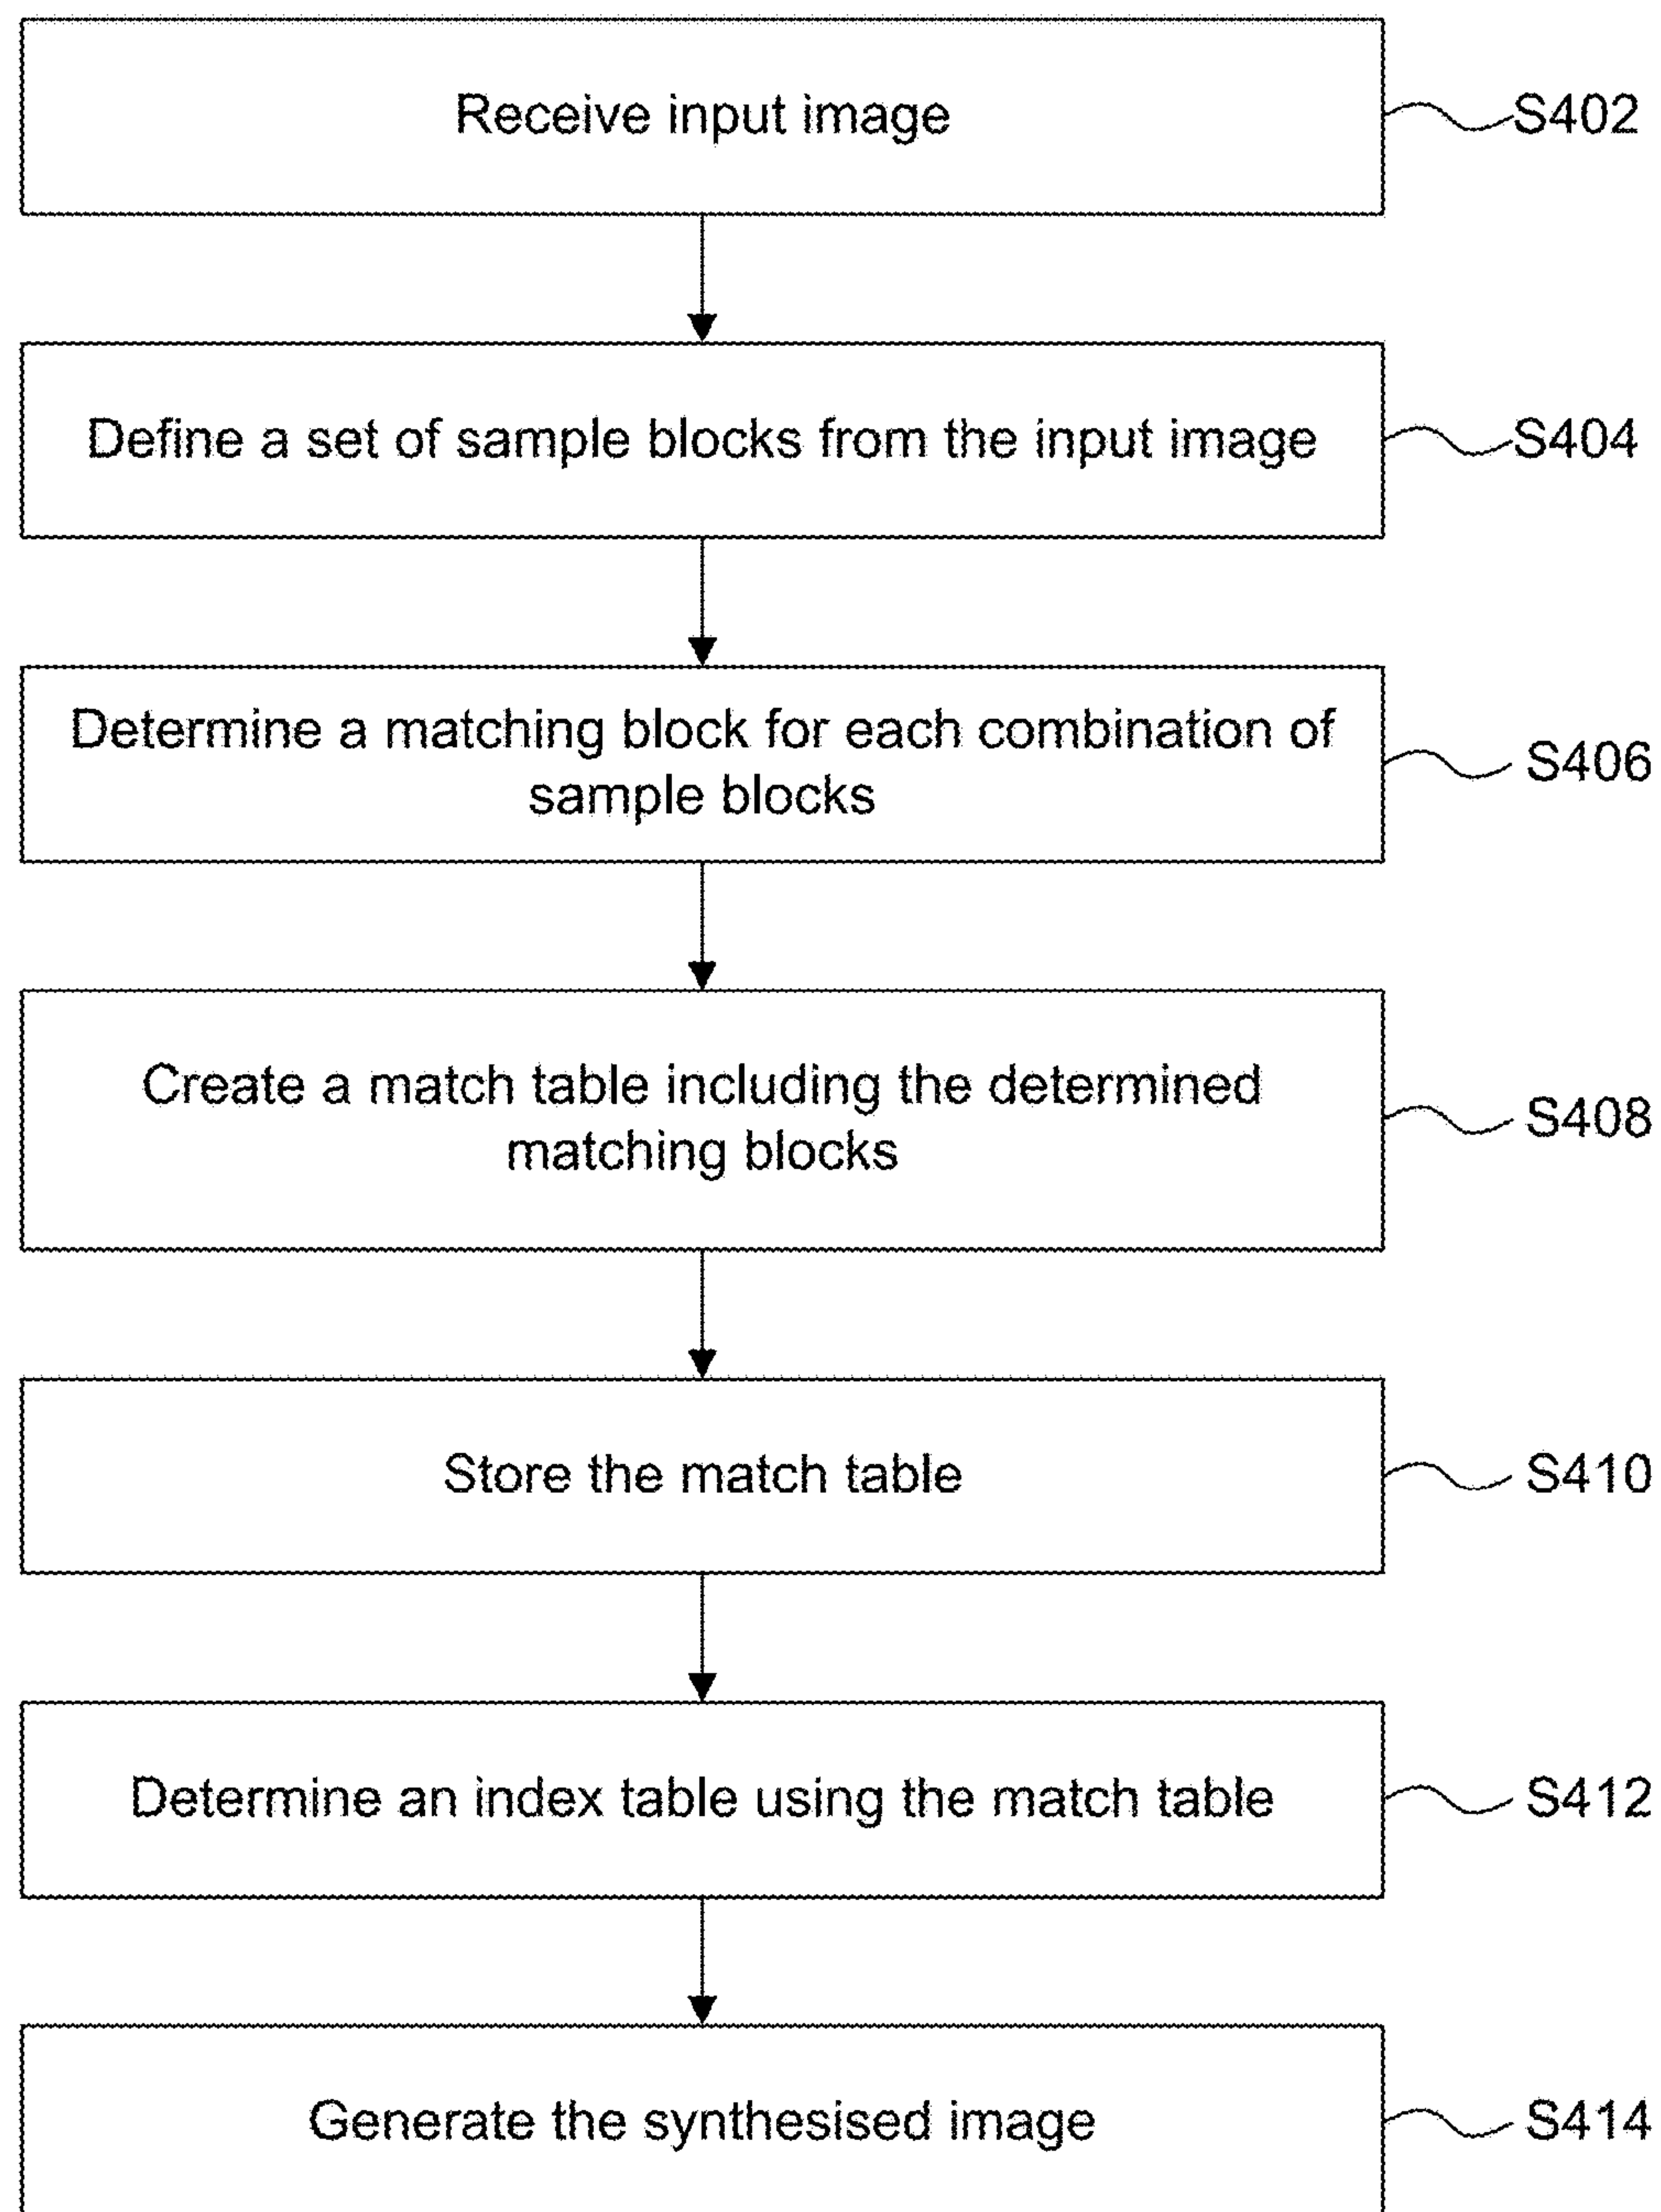 Receive input image
S402
Define a set of sample blocks from the input image
S404
Determine a matching block for each combination of
sample blocks
S406
Create a match table including the determined
matching blocks
S408
Store the match table
S410
Determine an index table using the match table
S412
Generate the synthesised image
S414